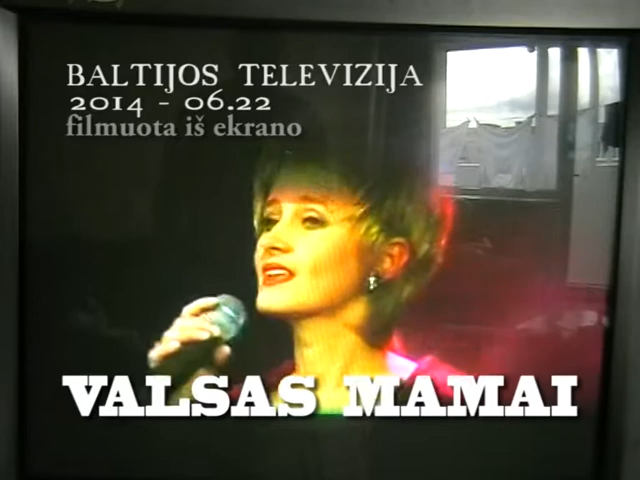 BALTIJOS TELEVIZIJA
2014 - 06.22
filmuota iš ekrano
VALSAS MAMAI